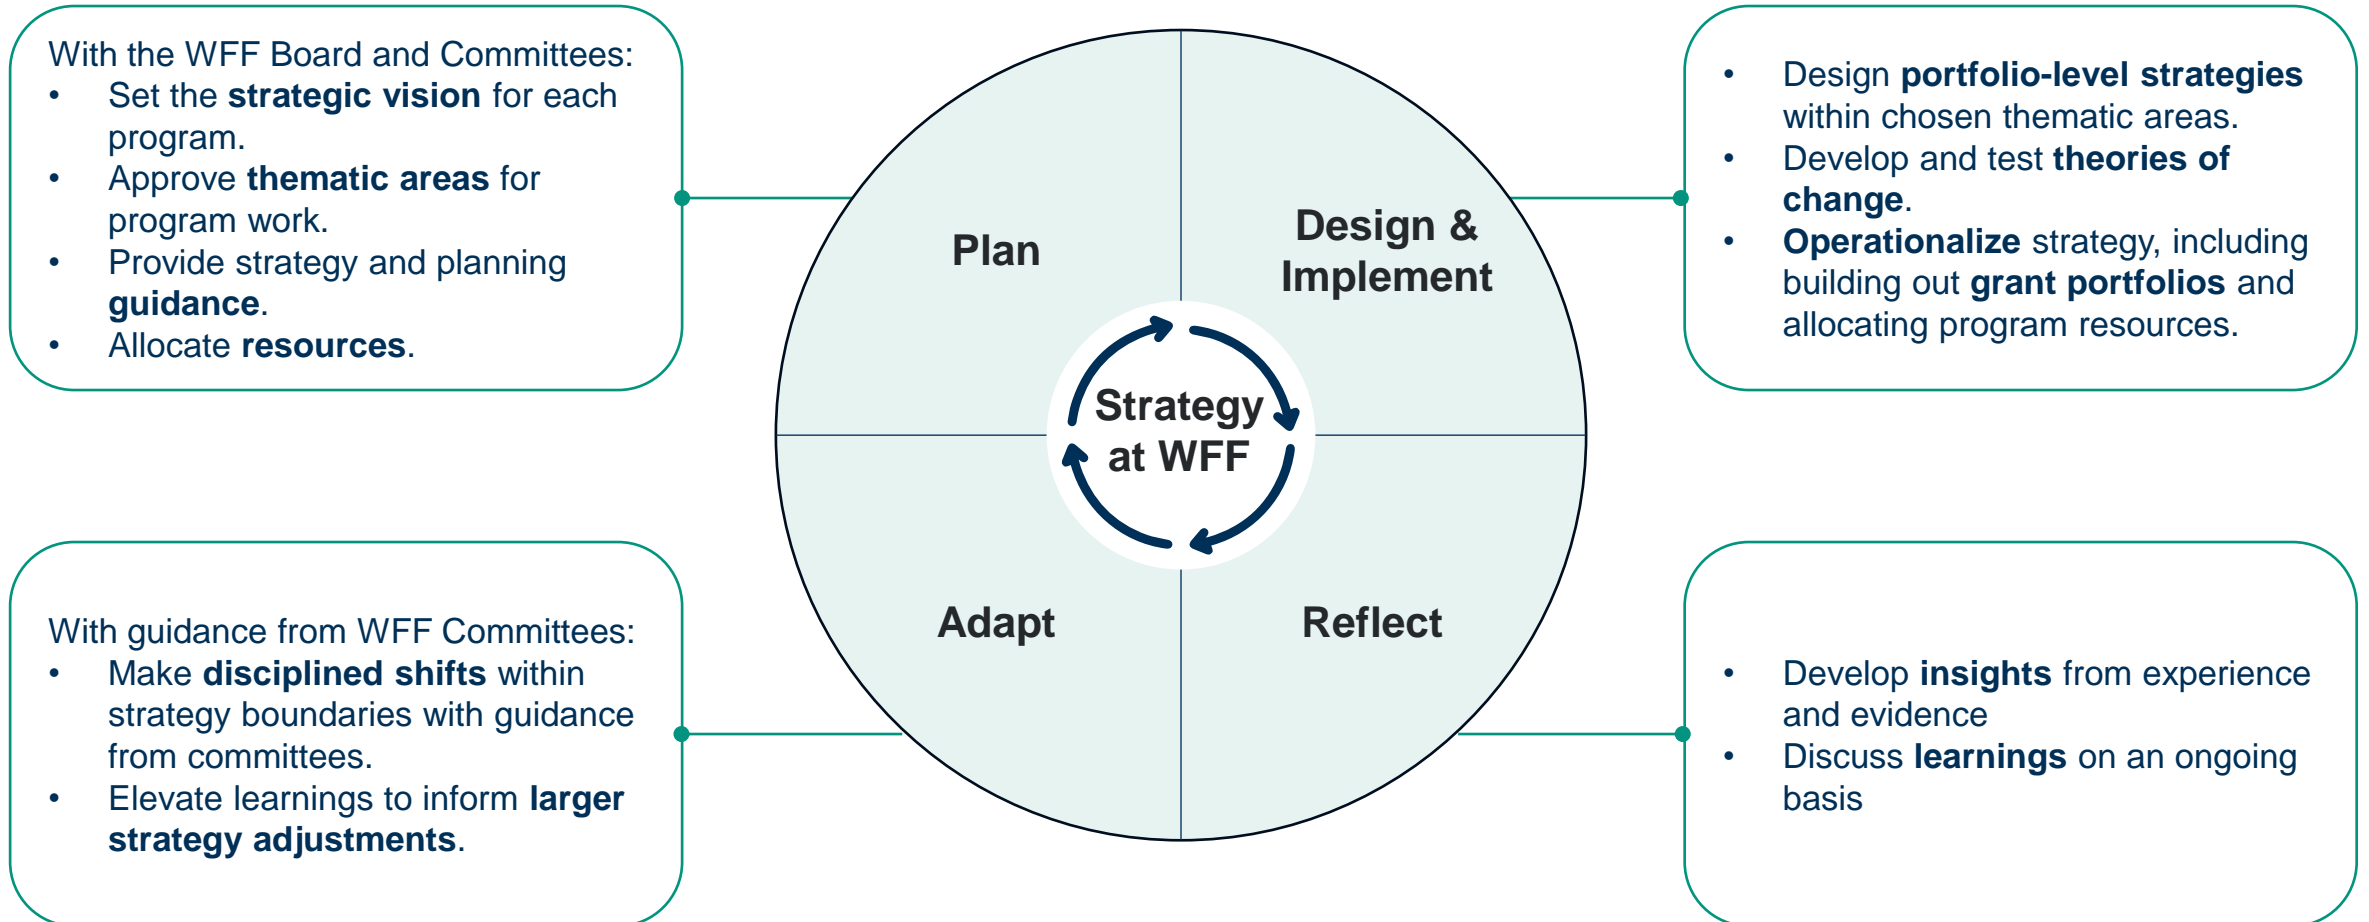 With the WFF Board and Committees:
• Set the strategic vision for each
program.
• Approve thematic areas for
program work.
• Provide strategy and planning
guidance.
• Allocate resources.
Plan
Design &
Implement
• Design portfolio-level strategies
within chosen thematic areas.
• Develop and test theories of
change.
• Operationalize strategy, including
building out grant portfolios and
allocating program resources.
Strategy
at WFF
With guidance from WFF Committees:
• Make disciplined shifts within
strategy boundaries with guidance
from committees.
• Elevate learnings to inform larger
strategy adjustments.
Adapt
Reflect
• Develop insights from experience
and evidence
• Discuss learnings on an ongoing
basis